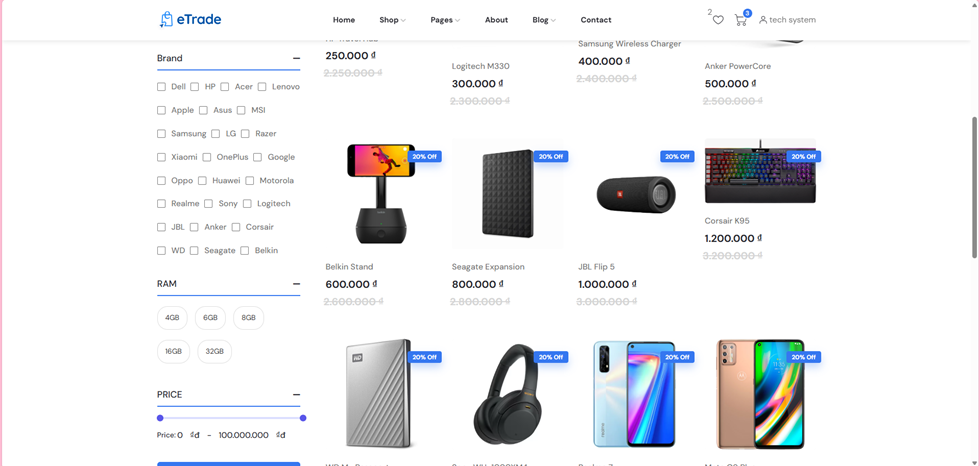 eTrade
Home Shop Pages About Blog Contact
2 3 tech system
Brand
Dell HP Acer Lenovo
Apple Asus MSI
Samsung LG Razer
Xiaomi OnePlus Google
Oppo Huawei Motorola
Realme Sony Logitech
JBL Anker Corsair
WD Seagate Belkin
RAM
4GB 6GB 8GB
16GB 32GB
PRICE
Price: 0 ₫đ - 100.000.000 ₫đ
250.000 ₫
2.250.000 ₫
Logitech M330
300.000 ₫
2.300.000 ₫
Samsung Wireless Charger
400.000 ₫
2.400.000 ₫
Anker PowerCore
500.000 ₫
2.500.000 ₫
20% Off
Belkin Stand
600.000 ₫
2.600.000 ₫
20% Off
Seagate Expansion
800.000 ₫
2.800.000 ₫
20% Off
JBL
JBL Flip 5
1.000.000 ₫
3.000.000 ₫
20% Off
Corsair K95
1.200.000 ₫
3.200.000 ₫
WD
20% Off
20% Off
20% Off
20% Off